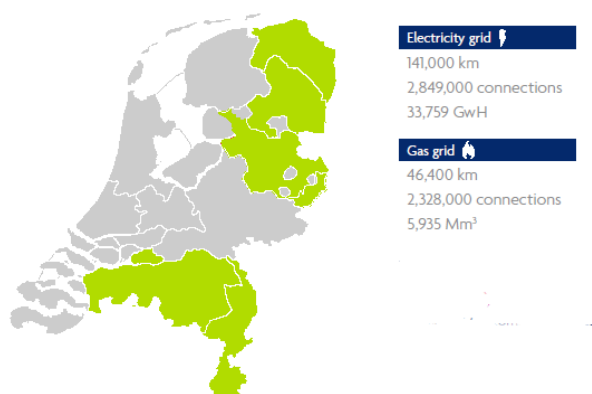 Electricity grid
141,000 km
2,849,000 connections
33,759 GwH
Gas grid
46,400 km
2,328,000 connections
5,935 Mm³